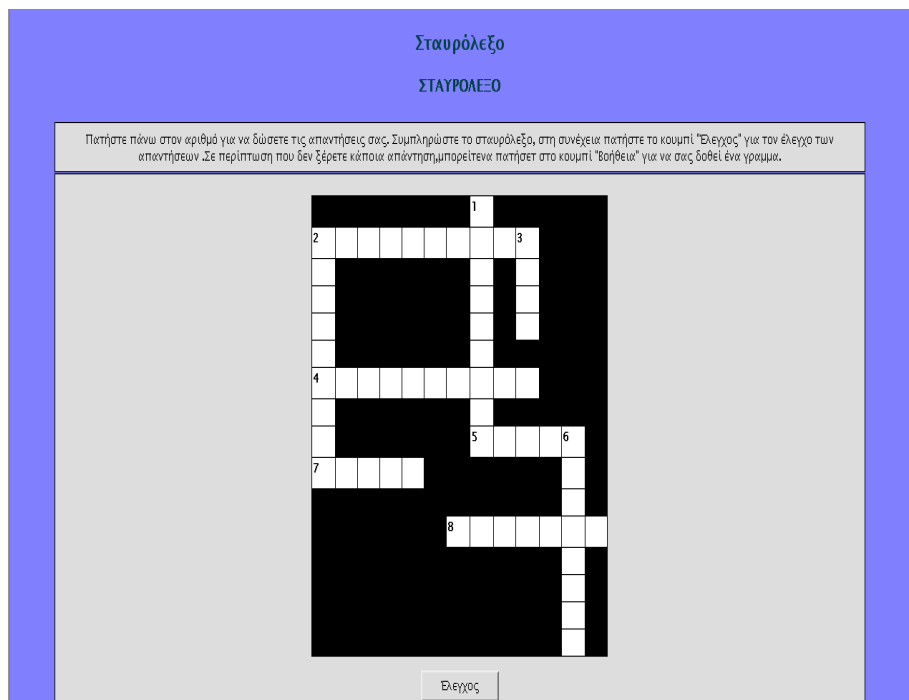 Σταυρόλεξο
ΣΤΑΥΡΟΛΕΞΟ
Πατήστε πάνω στον αριθμό για να δώσετε τις απαντήσεις σας. Συμπληρώστε το σταυρόλεξο, στη συνέχεια πατήστε το κουμπί "Έλεγχος" για τον έλεγχο των
απαντήσεων .Σε περίπτωση που δεν ξέρετε κάποια απάντηση,μπορείτενα πατήσετ στο κουμπί "Βοήθεια" για να σας δοθεί ένα γραμμα.
1
2 3
4
5 6
7
8
Έλεγχος